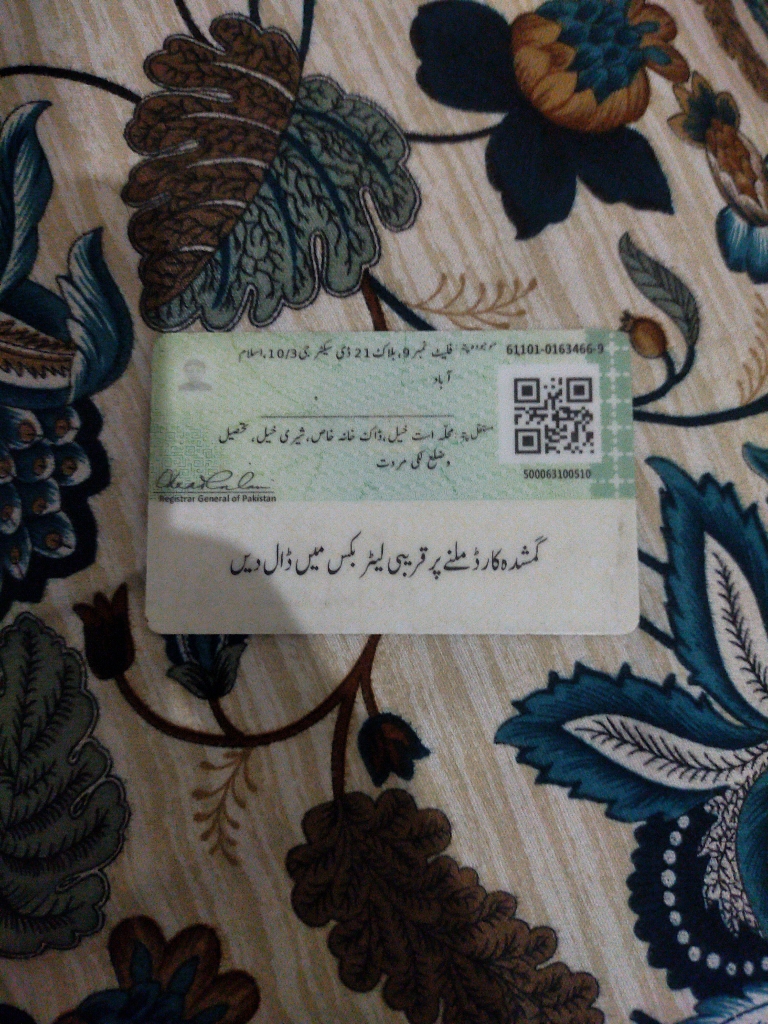 61101-0163466-9
موجودہ پتہ: فلیٹ نمبر 9، بلاک 21 ڈی سیکٹر جی 10/3، اسلام
آباد
مستقل پتہ: محلہ است خیل، ڈاک خانہ خاص، شیری خیل، تحصیل
و ضلع لکی مروت
500063100510
Registrar General of Pakistan
گمشدہ کارڈ ملنے پر قریبی لیٹر بکس میں ڈال دیں